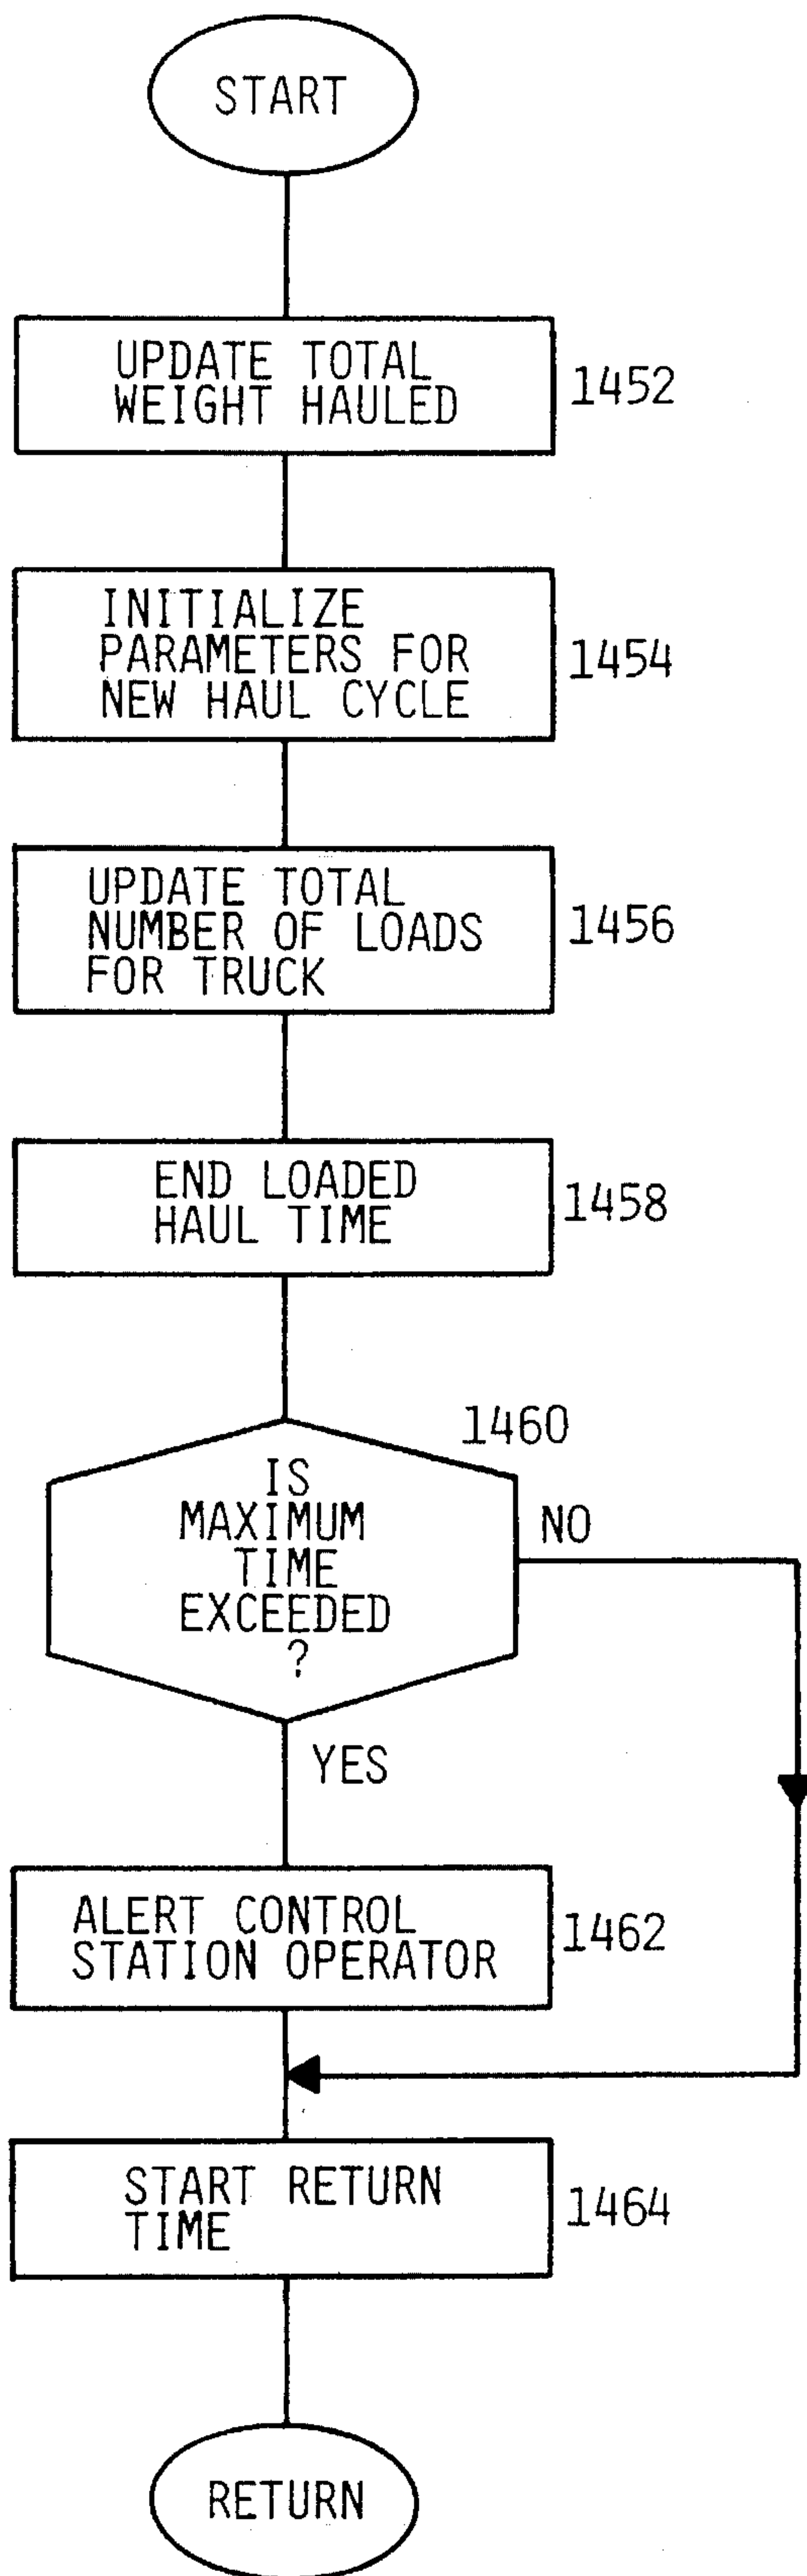 START
UPDATE TOTAL
WEIGHT HAULED
1452
INITIALIZE
PARAMETERS FOR
NEW HAUL CYCLE
1454
UPDATE TOTAL
NUMBER OF LOADS
FOR TRUCK
1456
END LOADED
HAUL TIME
1458
1460
IS
MAXIMUM
TIME
EXCEEDED
?
NO
YES
ALERT CONTROL
STATION OPERATOR
1462
START RETURN
TIME
1464
RETURN